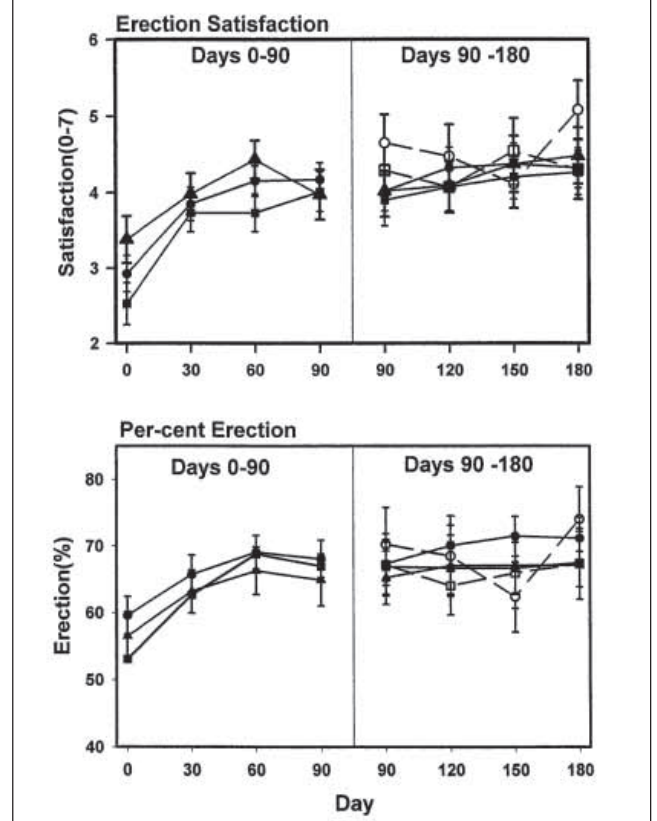 Erection Satisfaction
Days 0-90 Days 90 -180
Satisfaction(0-7)
6
5
4
3
2
0 30 60 90 90 120 150 180
Per-cent Erection
Days 0-90 Days 90 -180
Erection(%)
80
70
60
50
40
0 30 60 90 90 120 150 180
Day